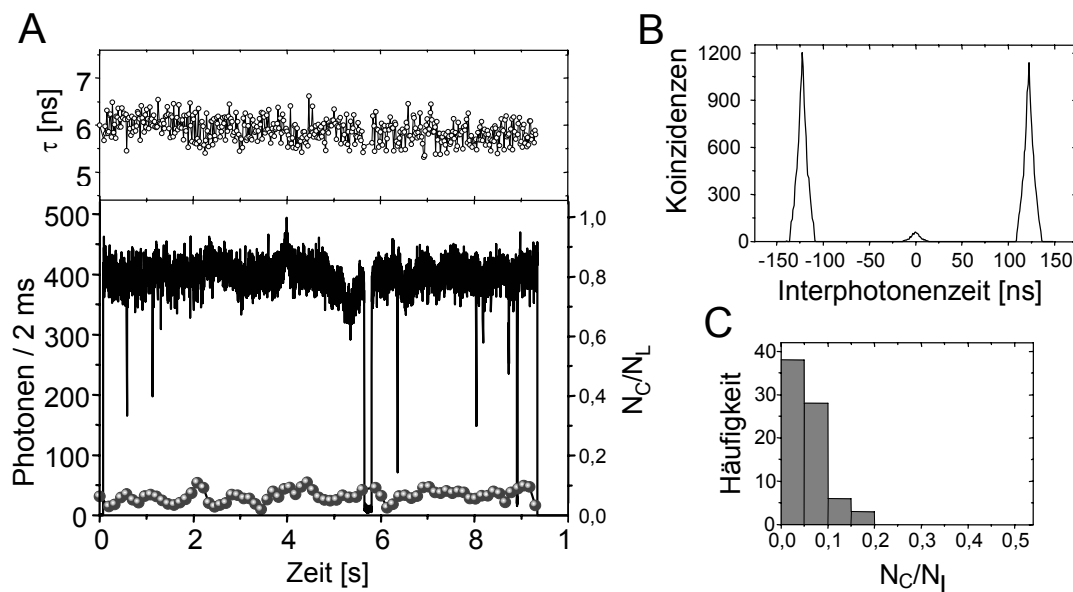 A
τ [ns]
7
6
5
Photonen / 2 ms
500
400
300
200
100
0
N_C/N_L
1,0
0,8
0,6
0,4
0,2
0,0
0 2 4 6 8 1
Zeit [s]
B
Koinzidenzen
1200
900
600
300
0
-150 -100 -50 0 50 100 150
Interphotonenzeit [ns]
C
Häufigkeit
40
30
20
10
0
0,0 0,1 0,2 0,3 0,4 0,5
N_C/N_l